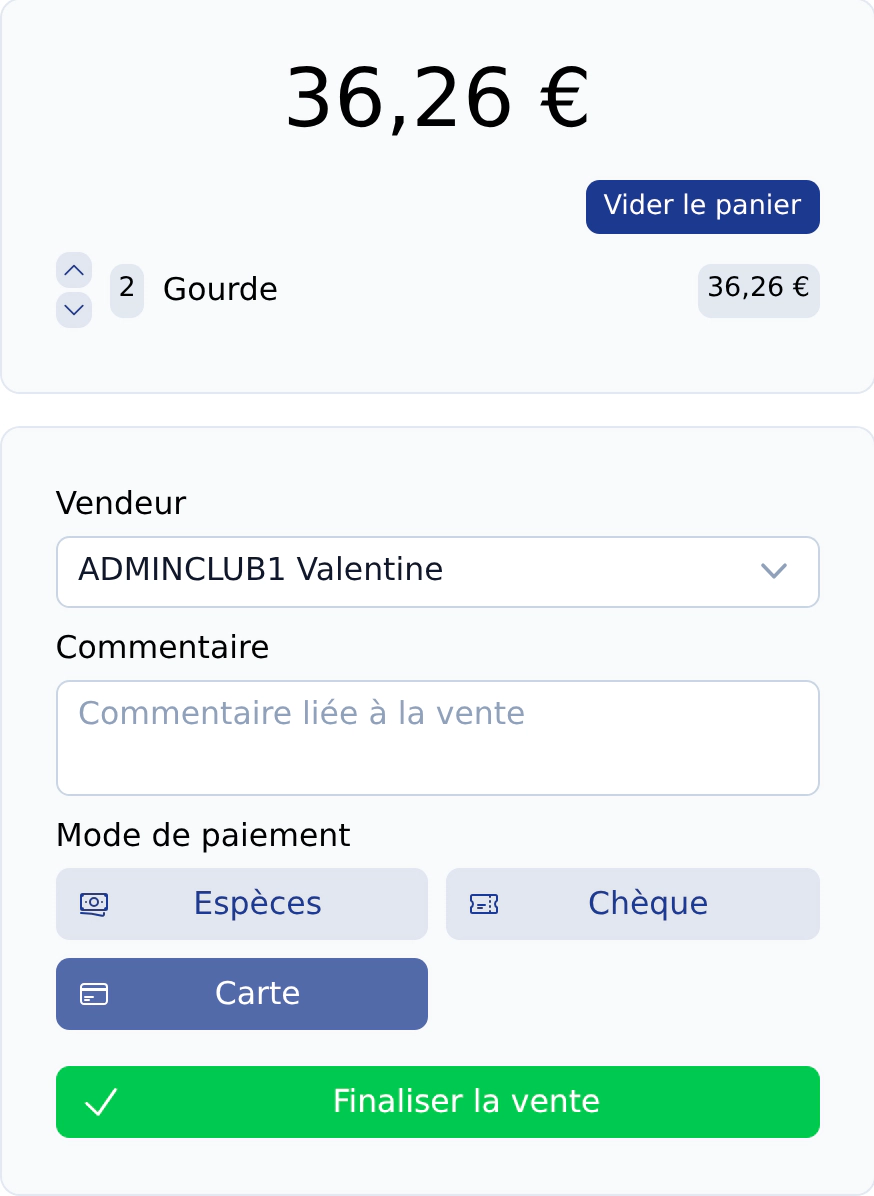 36,26 €
Vider le panier
2 Gourde 36,26 €
Vendeur
ADMINCLUB1 Valentine
Commentaire
Commentaire liée à la vente
Mode de paiement
Espèces Chèque
Carte
Finaliser la vente